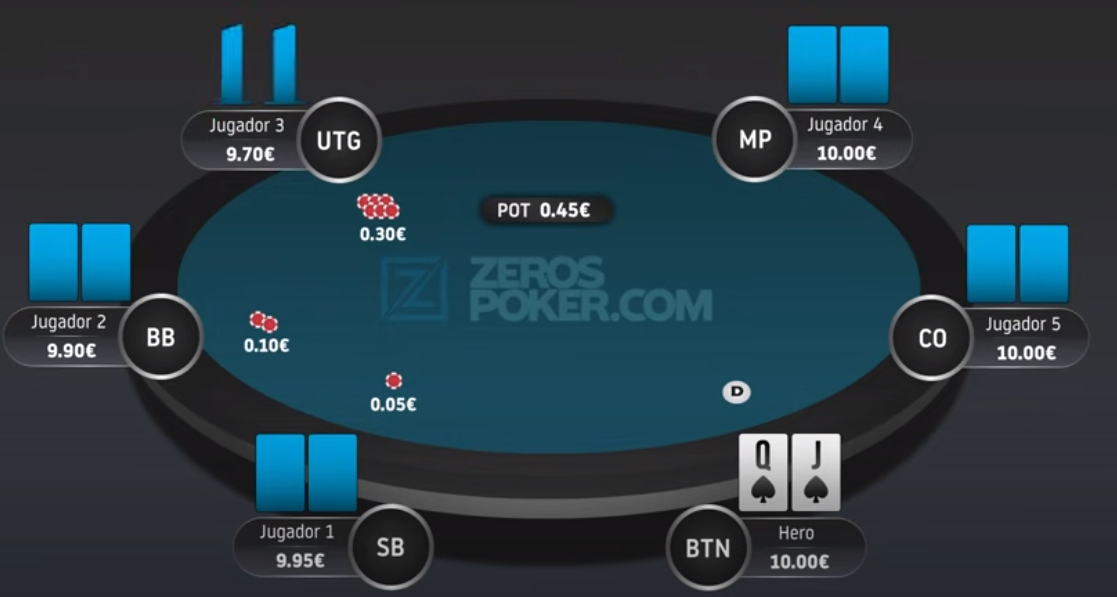 Jugador 3
9.70€
UTG
MP
Jugador 4
10.00€
POT 0.45€
0.30€
Z
ZEROS
POKER.COM
Jugador 2
9.90€
BB
0.10€
CO
Jugador 5
10.00€
0.05€
D
Q J
Jugador 1
9.95€
SB
BTN
Hero
10.00€